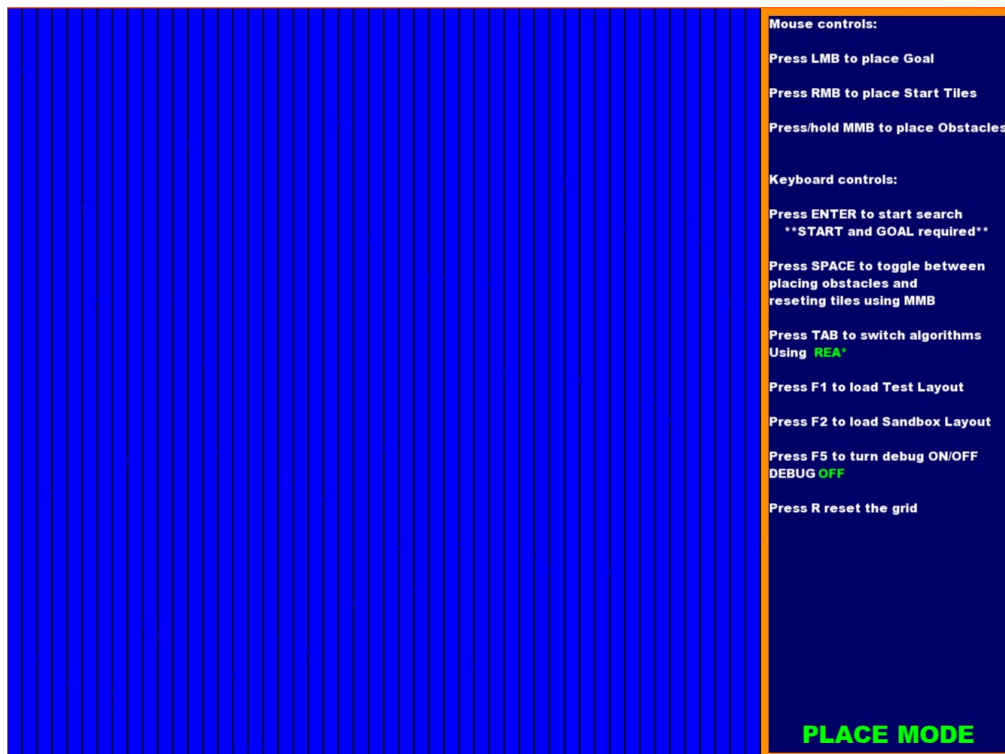 Mouse controls:
Press LMB to place Goal
Press RMB to place Start Tiles
Press/hold MMB to place Obstacles
Keyboard controls:
Press ENTER to start search
**START and GOAL required**
Press SPACE to toggle between
placing obstacles and
reseting tiles using MMB
Press TAB to switch algorithms
Using REA*
Press F1 to load Test Layout
Press F2 to load Sandbox Layout
Press F5 to turn debug ON/OFF
DEBUG OFF
Press R reset the grid
PLACE MODE